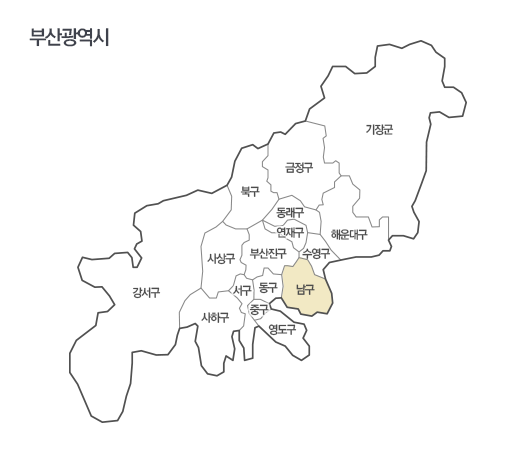 부산광역시
기장군
금정구
북구
동래구
연재구
해운대구
부산진구
수영구
사상구
강서구
서구
동구
남구
중구
사하구
영도구